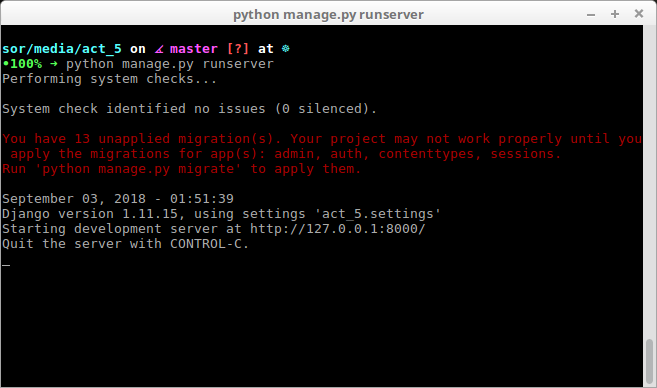 python manage.py runserver
sor/media/act_5 on ∡ master [?] at ☸
•100% → python manage.py runserver
Performing system checks...
System check identified no issues (0 silenced).
You have 13 unapplied migration(s). Your project may not work properly until you
apply the migrations for app(s): admin, auth, contenttypes, sessions.
Run 'python manage.py migrate' to apply them.
September 03, 2018 - 01:51:39
Django version 1.11.15, using settings 'act_5.settings'
Starting development server at http://127.0.0.1:8000/
Quit the server with CONTROL-C.